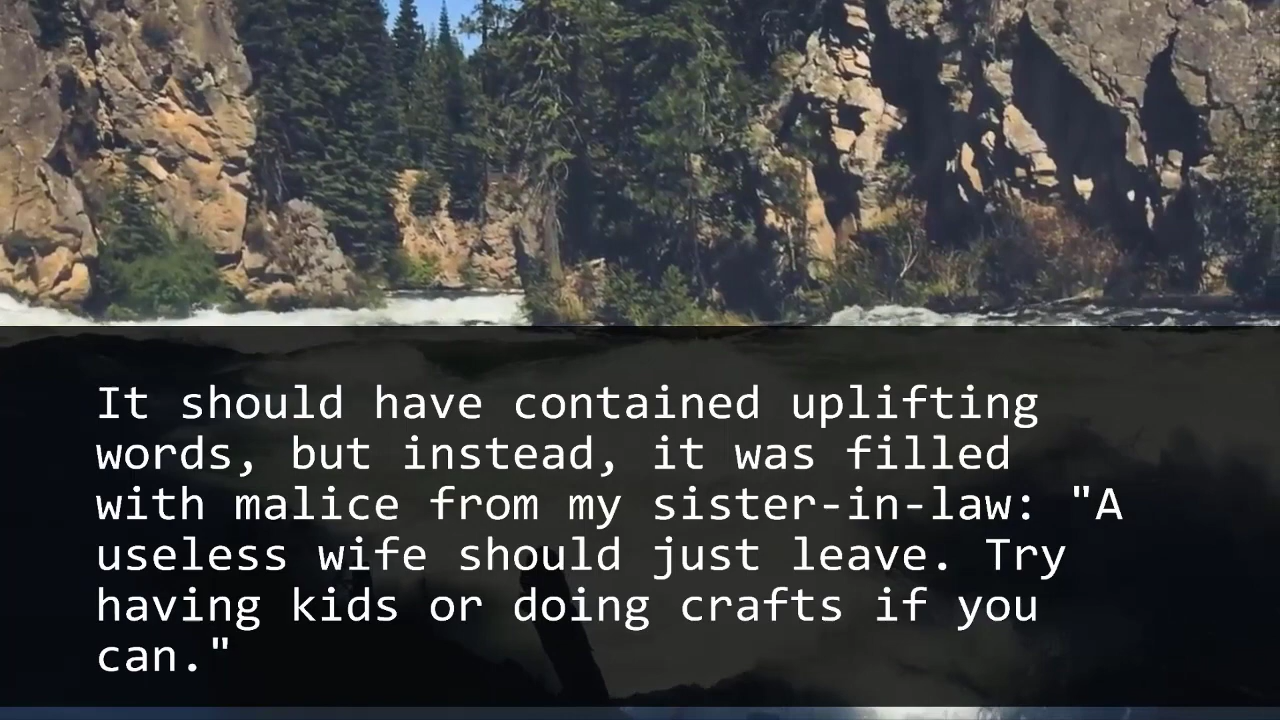 It should have contained uplifting
words, but instead, it was filled
with malice from my sister-in-law: "A
useless wife should just leave. Try
having kids or doing crafts if you
can."